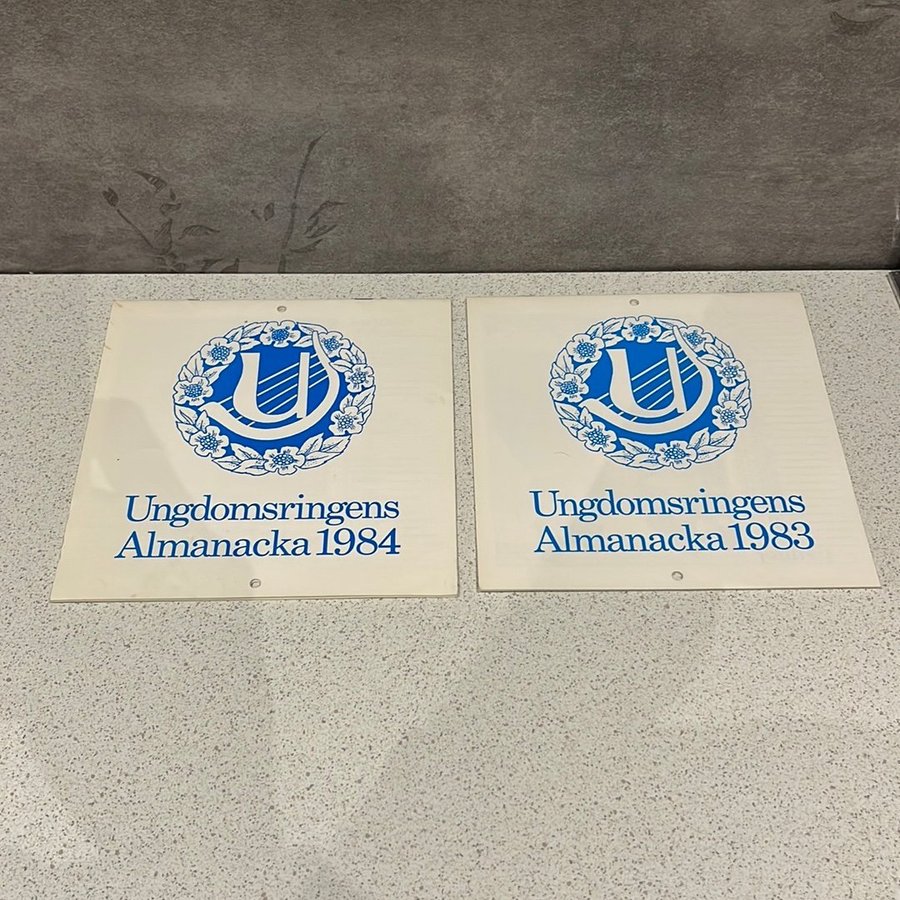 U
Ungdomsringens
Almanacka 1984
U
Ungdomsringens
Almanacka 1983